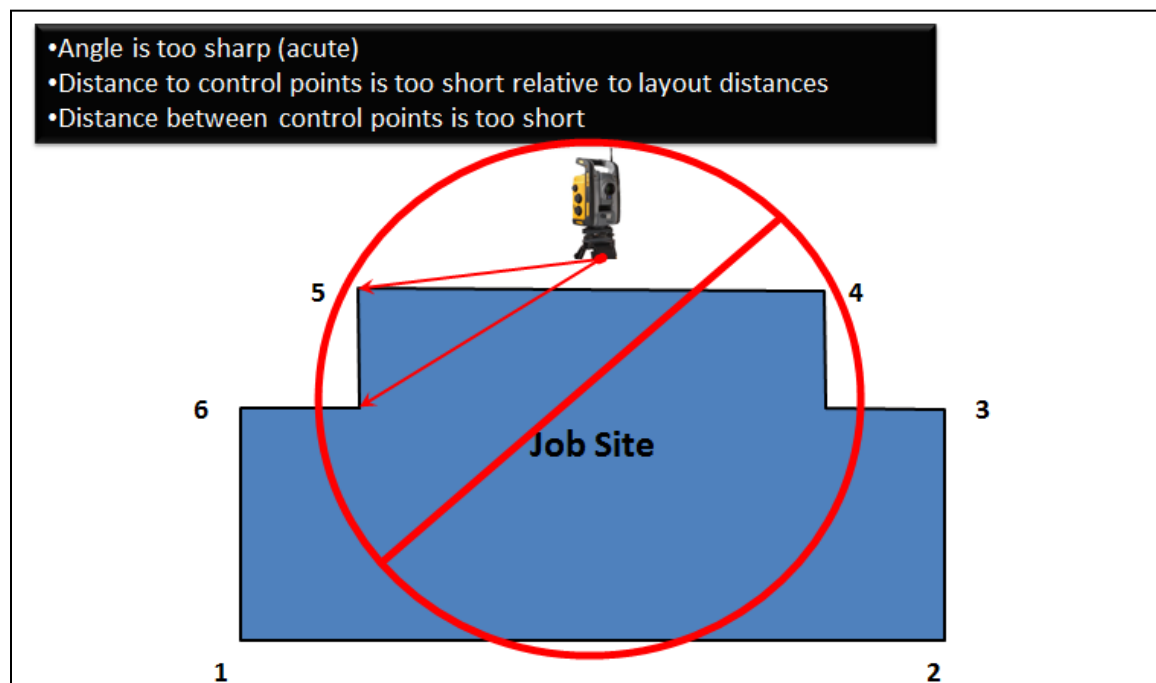 •Angle is too sharp (acute)
•Distance to control points is too short relative to layout distances
•Distance between control points is too short
5
4
6
3
Job Site
1
2